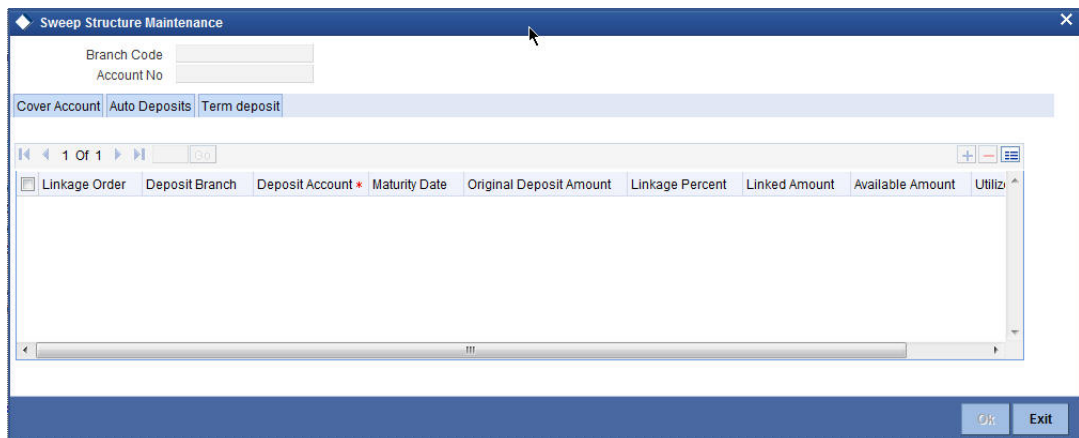 Sweep Structure Maintenance
Branch Code
Account No
Cover Account Auto Deposits Term deposit
1 Of 1 Go
Linkage Order Deposit Branch Deposit Account * Maturity Date Original Deposit Amount Linkage Percent Linked Amount Available Amount
Ok Exit